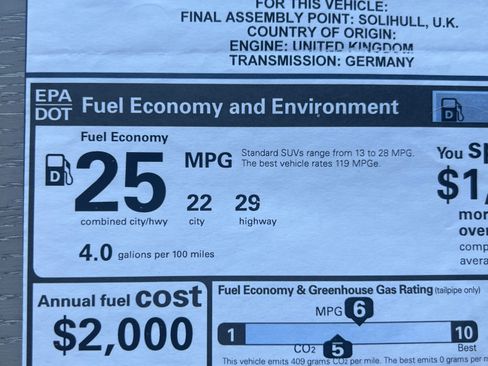 FOR THIS VEHICLE:
FINAL ASSEMBLY POINT: SOLIHULL, U.K.
COUNTRY OF ORIGIN:
ENGINE: UNITED KINGDOM
TRANSMISSION: GERMANY
EPA
DOT
Fuel Economy and Environment
D
Fuel Economy
D
25
MPG
Standard SUVs range from 13 to 28 MPG.
The best vehicle rates 119 MPGe.
22 29
combined city/hwy city highway
4.0 gallons per 100 miles
You sp
$1,
mor
over
comp
avera
Annual fuel cost
$2,000
Fuel Economy & Greenhouse Gas Rating (tailpipe only)
MPG 6
1 10
CO2 5 Best
This vehicle emits 409 grams CO2 per mile. The best emits 0 grams per m